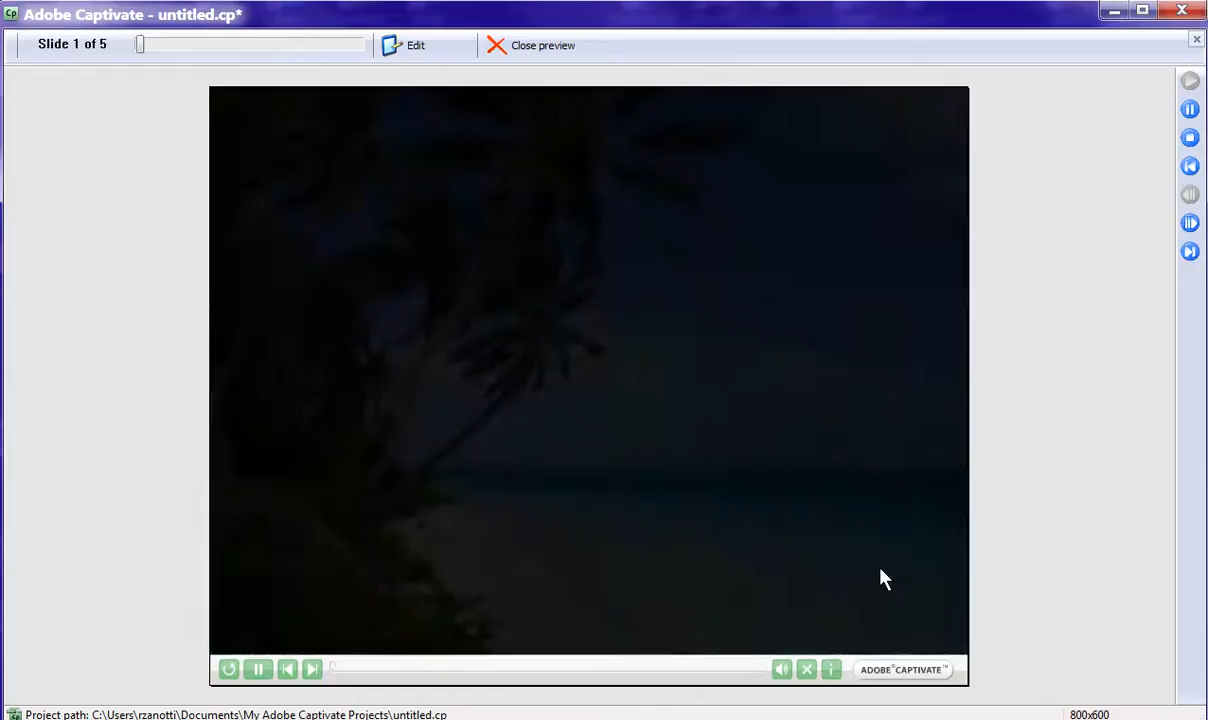 Adobe Captivate - untitled.cp*
Slide 1 of 5
Edit
Close preview
ADOBE® CAPTIVATE™
Project path: C:\Users\rzanotti\Documents\My Adobe Captivate Projects\untitled.cp
800x600